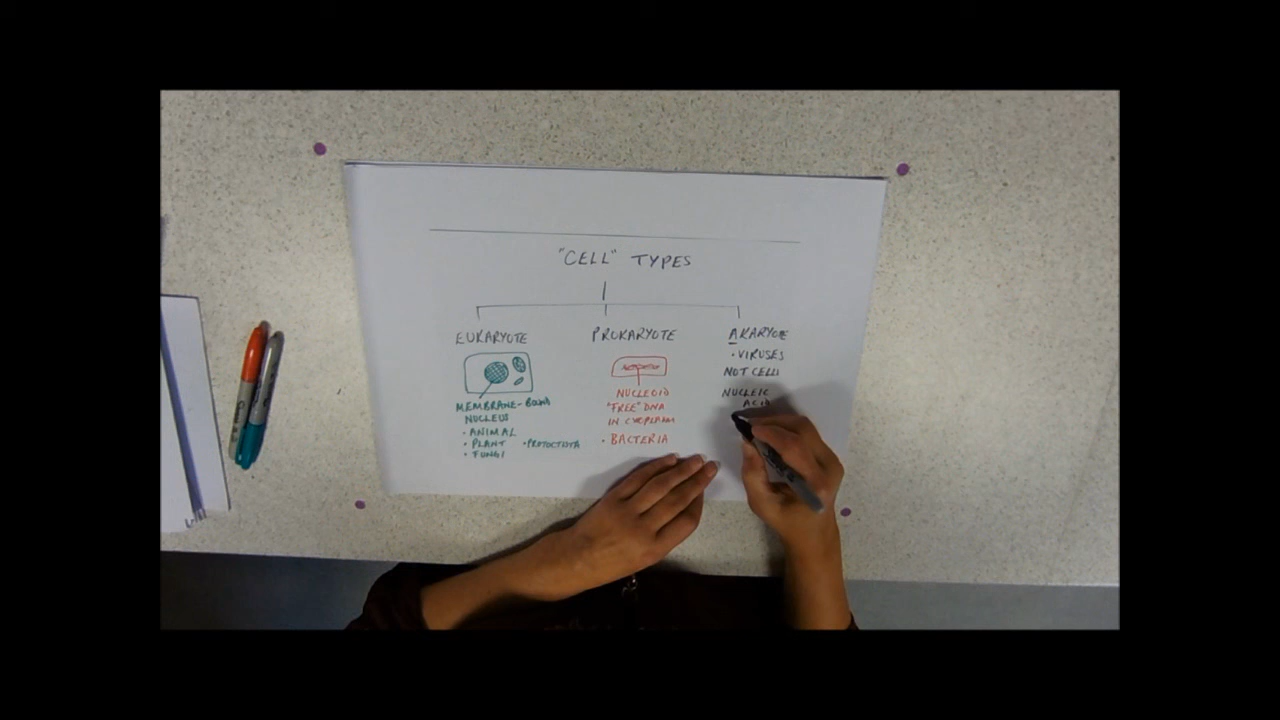 "CELL" TYPES
EUKARYOTE
MEMBRANE-BOUND
NUCLEUS
· ANIMAL
· PLANT · PROTOCTISTA
· FUNGI
PROKARYOTE
NUCLEOID
"FREE" DNA
IN CYTOPLASM
· BACTERIA
AKARYOTE
· VIRUSES
NOT CELLS
NUCLEIC
ACID